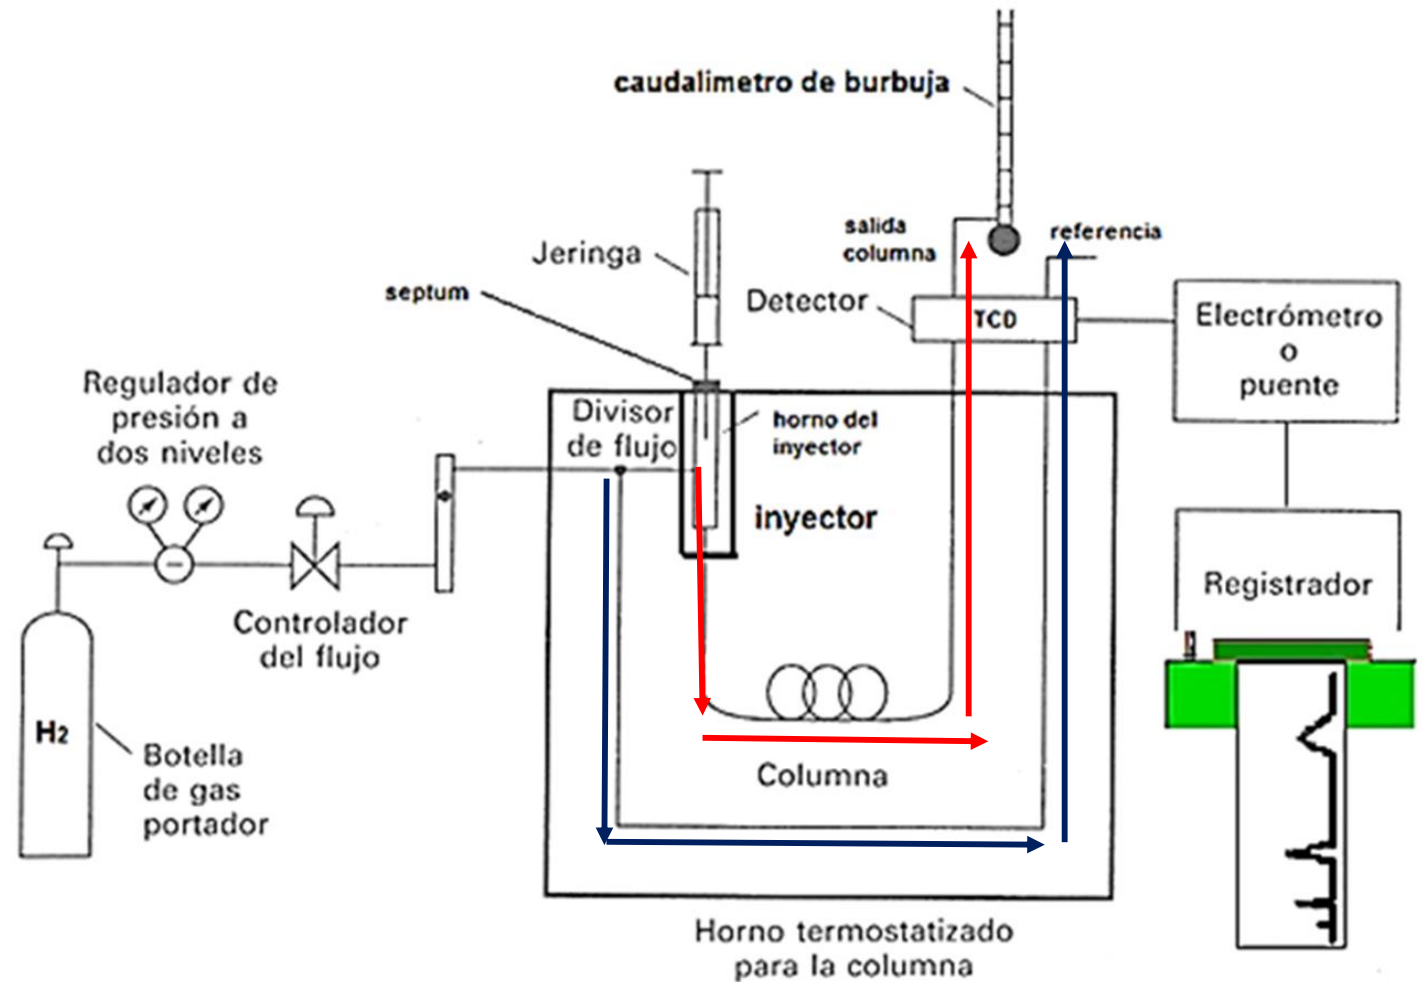 caudalimetro de burbuja
salida
columna
referencia
Jeringa
septum
Detector
TCD
Electrómetro
o
puente
Regulador de
presión a
dos niveles
Divisor
de flujo
horno del
inyector
inyector
Controlador
del flujo
Registrador
H2
Botella
de gas
portador
Columna
Horno termostatizado
para la columna